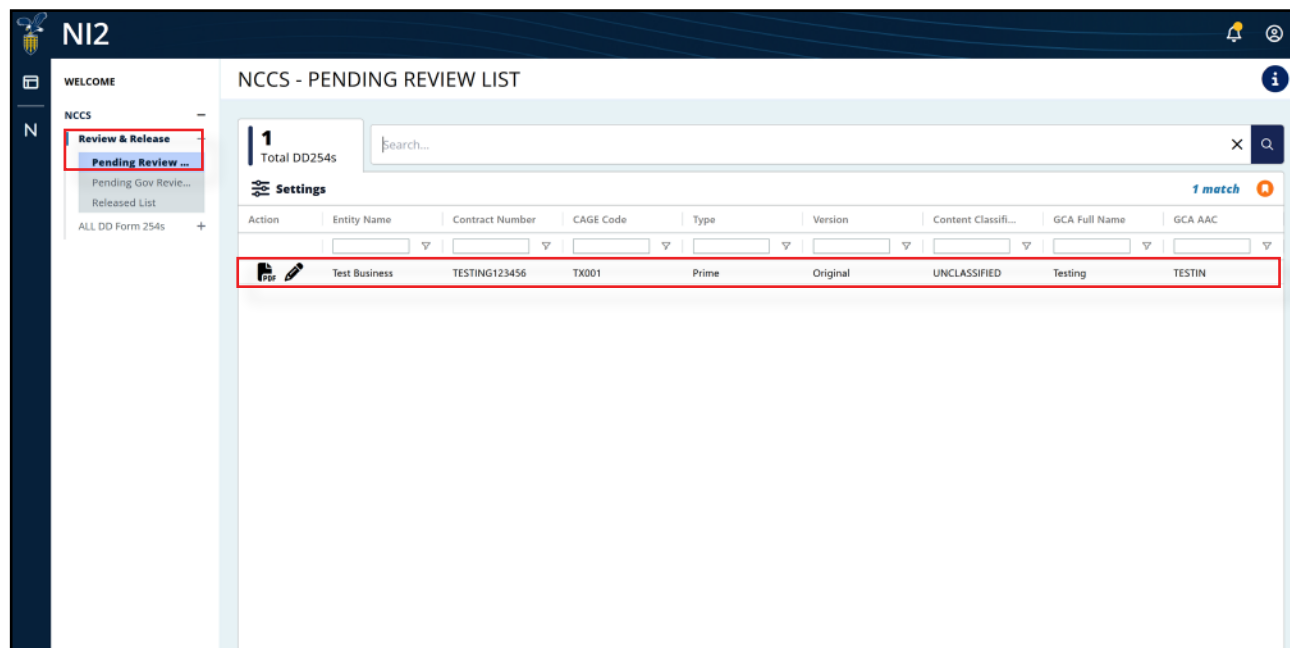 NI2
WELCOME
NCCS - PENDING REVIEW LIST
NCCS
N
Review & Release
Pending Review ...
Pending Gov Revie...
Released List
ALL DD Form 254s
1
Total DD254s
Search...
Settings
1 match
Action Entity Name Contract Number CAGE Code Type Version Content Classifi... GCA Full Name GCA AAC
PDF Test Business TESTING123456 TX001 Prime Original UNCLASSIFIED Testing TESTIN